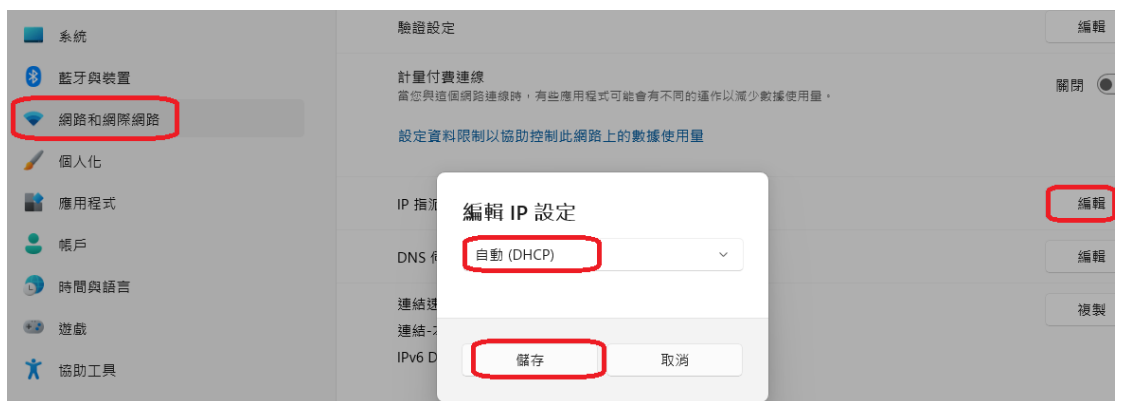 系統
藍牙與裝置
網路和網際網路
個人化
應用程式
帳戶
時間與語言
遊戲
協助工具
驗證設定
編輯
計量付費連線
當您與這個網路連線時，有些應用程式可能會有不同的運作以減少數據使用量。
關閉
設定資料限制以協助控制此網路上的數據使用量
IP 指派
編輯
DNS
編輯
連結速
複製
連結-
IPv6 D
編輯 IP 設定
自動 (DHCP)
儲存
取消